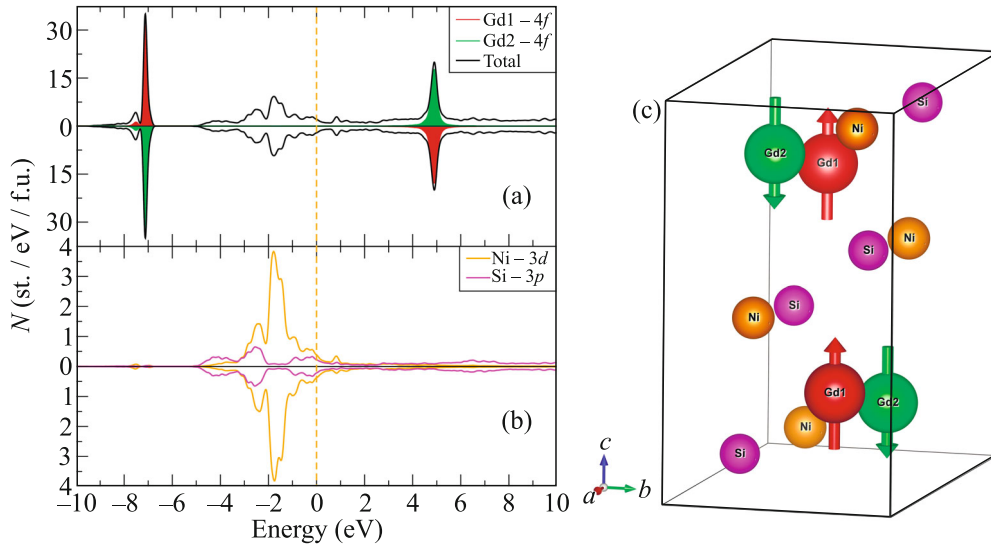 30
15
0
15
30
Gd1 – 4f
Gd2 – 4f
Total
(a)
N (st. / eV / f.u.)
4
3
2
1
0
1
2
3
4
Ni – 3d
Si – 3p
(b)
–10 –8 –6 –4 –2 0 2 4 6 8 10
Energy (eV)
(c)
Si
Ni
Gd2
Gd1
Ni
Si
Si
Ni
Gd1
Gd2
Ni
Si
c
a
b